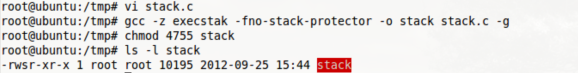 root@ubuntu:/tmp# vi stack.c
root@ubuntu:/tmp# gcc -z execstak -fno-stack-protector -o stack stack.c -g
root@ubuntu:/tmp# chmod 4755 stack
root@ubuntu:/tmp# ls -l stack
-rwsr-xr-x 1 root root 10195 2012-09-25 15:44 stack